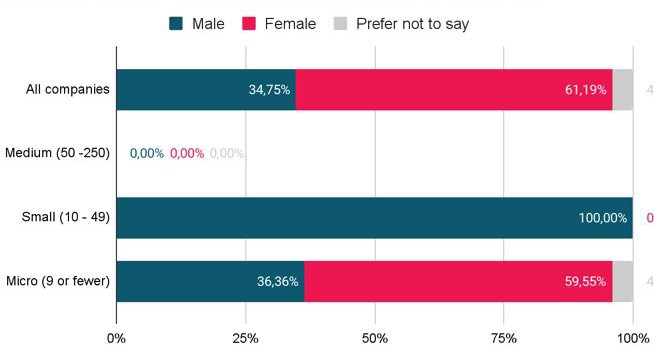 Male Female Prefer not to say
All companies 34,75% 61,19% 4
Medium (50 -250) 0,00% 0,00% 0,00%
Small (10 - 49) 100,00% 0
Micro (9 or fewer) 36,36% 59,55% 4
0% 25% 50% 75% 100%